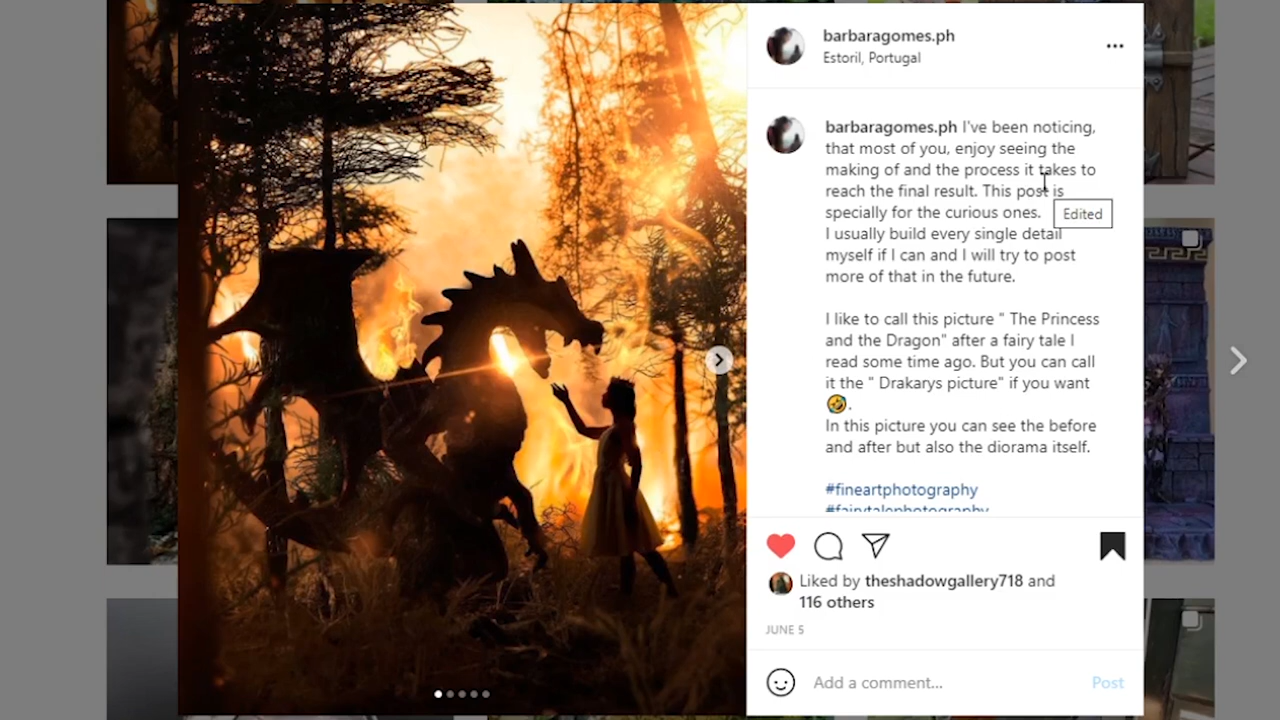 barbaragomes.ph
Estoril, Portugal
barbaragomes.ph I've been noticing,
that most of you, enjoy seeing the
making of and the process it takes to
reach the final result. This post is
specially for the curious ones.
Edited
I usually build every single detail
myself if I can and I will try to post
more of that in the future.
I like to call this picture " The Princess
and the Dragon" after a fairy tale I
read some time ago. But you can call
it the " Drakarys picture" if you want
🤣.
In this picture you can see the before
and after but also the diorama itself.
#fineartphotography
#fairytalephotography
Liked by theshadowgallery718 and
116 others
JUNE 5
Add a comment...
Post